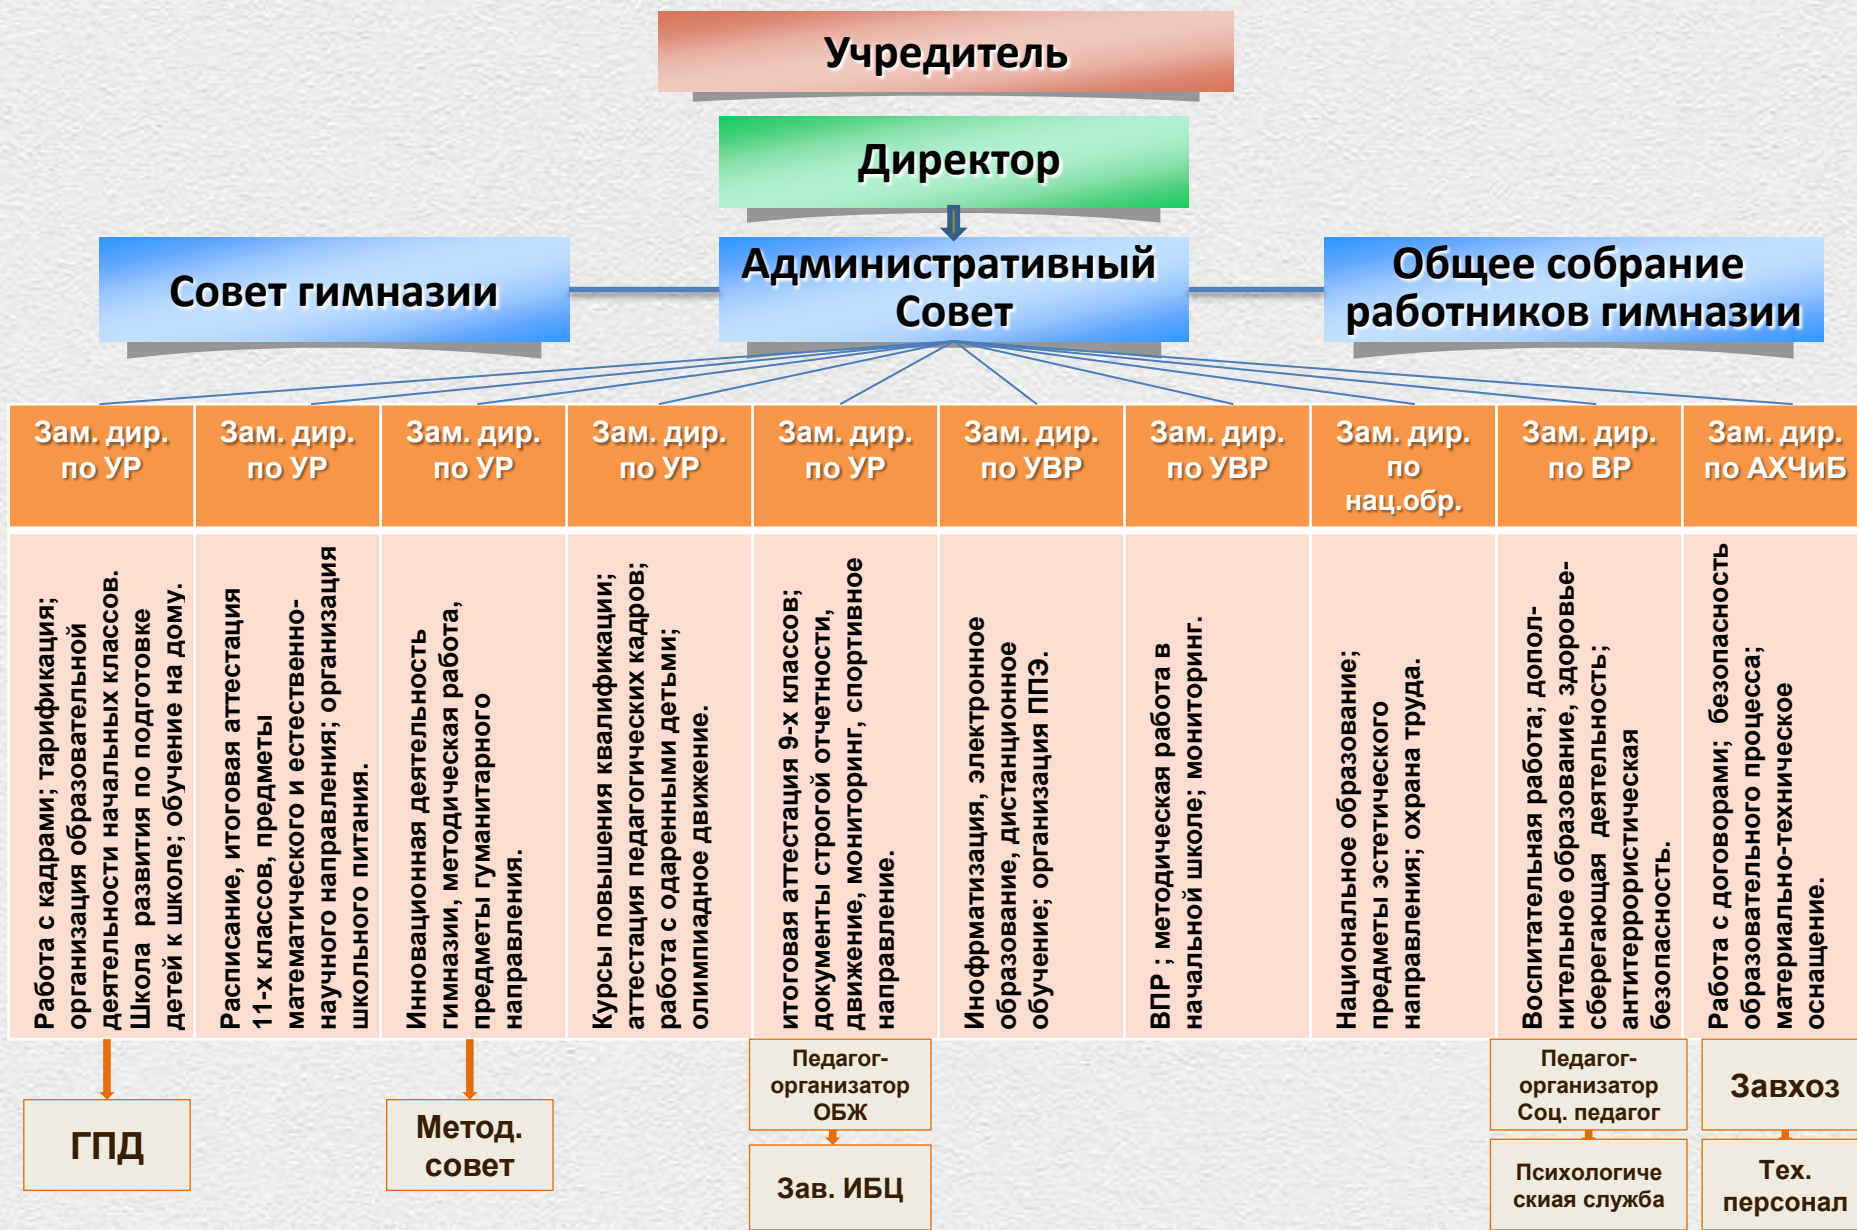 Учредитель
Директор
Совет гимназии
Административный
Совет
Общее собрание
работников гимназии
Зам. дир.
по УР
Зам. дир.
по УР
Зам. дир.
по УР
Зам. дир.
по УР
Зам. дир.
по УР
Зам. дир.
по УВР
Зам. дир.
по УВР
Зам. дир.
по
нац.обр.
Зам. дир.
по ВР
Зам. дир.
по АХЧиБ
Работа с кадрами; тарификация;
организация образовательной
деятельности начальных классов.
Школа развития по подготовке
детей к школе; обучение на дому.
Расписание, итоговая аттестация
11-х классов, предметы
математического и естественно-
научного направления; организация
школьного питания.
Инновационная деятельность
гимназии, методическая работа,
предметы гуманитарного
направления.
Курсы повышения квалификации;
аттестация педагогических кадров;
работа с одаренными детьми;
олимпиадное движение.
итоговая аттестация 9-х классов;
документы строгой отчетности,
движение, мониторинг, спортивное
направление.
Инофрматизация, электронное
образование, дистанционное
обучение; организация ППЭ.
ВПР ; методическая работа в
начальной школе; мониторинг.
Национальное образование;
предметы эстетического
направления; охрана труда.
Воспитательная работа; допол-
нительное образование, здоровье-
сберегающая деятельность;
антитеррористическая
безопасность.
Работа с договорами; безопасность
образовательного процесса;
материально-техническое
оснащение.
ГПД
Метод.
совет
Педагог-
организатор
ОБЖ
Зав. ИБЦ
Педагог-
организатор
Соц. педагог
Психологиче
скиая служба
Завхоз
Тех.
персонал